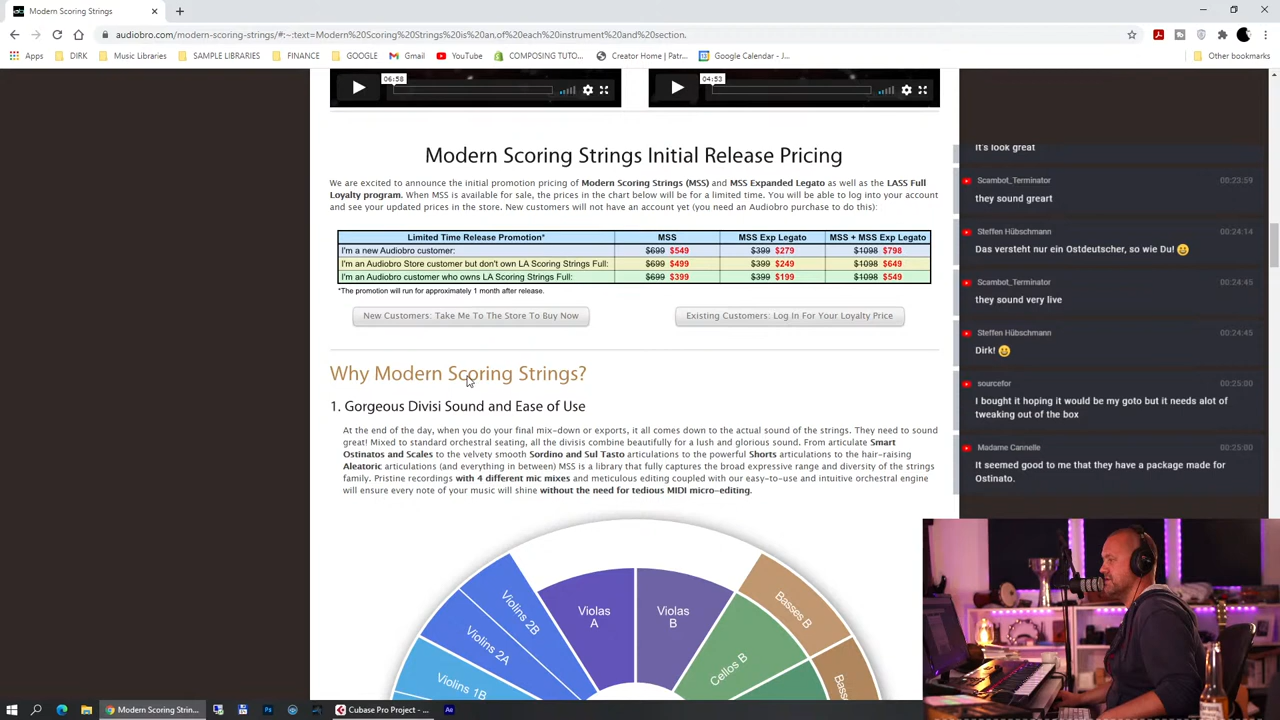 Modern Scoring Strings
audiobro.com/modern-scoring-strings/#:~:text=Modern%20Scoring%20Strings%20is%20an,of%20each%20instrument%20and%20section.
Apps
DIRK
Music Libraries
SAMPLE LIBRARIES
FINANCE
GOOGLE
Gmail
YouTube
COMPOSING TUTO...
Creator Home | Patr...
Google Calendar - J...
Other bookmarks
06:58
04:53
Modern Scoring Strings Initial Release Pricing
We are excited to announce the initial promotion pricing of Modern Scoring Strings (MSS) and MSS Expanded Legato as well as the LASS Full
Loyalty program. When MSS is available for sale, the prices in the chart below will be for a limited time. You will be able to log into your account
and see your updated prices in the store. New customers will not have an account yet (you need an Audiobro purchase to do this):
Limited Time Release Promotion* MSS MSS Exp Legato MSS + MSS Exp Legato
I'm a new Audiobro customer: $699 $549 $399 $279 $1098 $798
I'm an Audiobro Store customer but don't own LA Scoring Strings Full: $699 $499 $399 $249 $1098 $649
I'm an Audiobro customer who owns LA Scoring Strings Full: $699 $399 $399 $199 $1098 $549
*The promotion will run for approximately 1 month after release.
New Customers: Take Me To The Store To Buy Now
Existing Customers: Log In For Your Loyalty Price
Why Modern Scoring Strings?
1. Gorgeous Divisi Sound and Ease of Use
At the end of the day, when you do your final mix-down or exports, it all comes down to the actual sound of the strings. They need to sound
great! Mixed to standard orchestral seating, all the divisis combine beautifully for a lush and glorious sound. From articulate Smart
Ostinatos and Scales to the velvety smooth Sordino and Sul Tasto articulations to the powerful Shorts articulations to the hair-raising
Aleatoric articulations (and everything in between) MSS is a library that fully captures the broad expressive range and diversity of the strings
family. Pristine recordings with 4 different mic mixes and meticulous editing coupled with our easy-to-use and intuitive orchestral engine
will ensure every note of your music will shine without the need for tedious MIDI micro-editing.
Violins 1B
Violins 2A
Violins 2B
Violas
A
Violas
B
Cellos B
Basses B
It's look great
Scambot_Terminator 00:23:59
they sound greart
Steffen Hübschmann 00:24:14
Das versteht nur ein Ostdeutscher, so wie Du! 😀
Scambot_Terminator 00:24:45
they sound very live
Steffen Hübschmann 00:24:45
Dirk! 😀
sourcefor 00:25:00
I bought it hoping it would be my goto but it needs alot of
tweaking out of the box
Madame Cannelle 00:25:00
It seemed good to me that they have a package made for
Ostinato.
Modern Scoring Strin...
Cubase Pro Project - ...